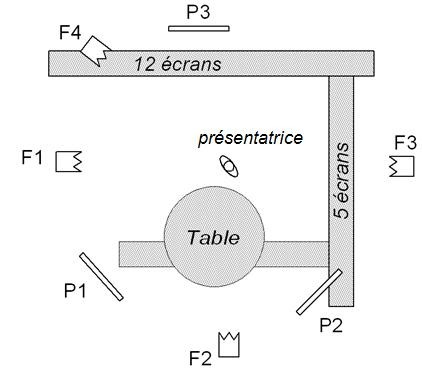 P3
F4
12 écrans
présentatrice
F1
F3
5 écrans
Table
P1
P2
F2